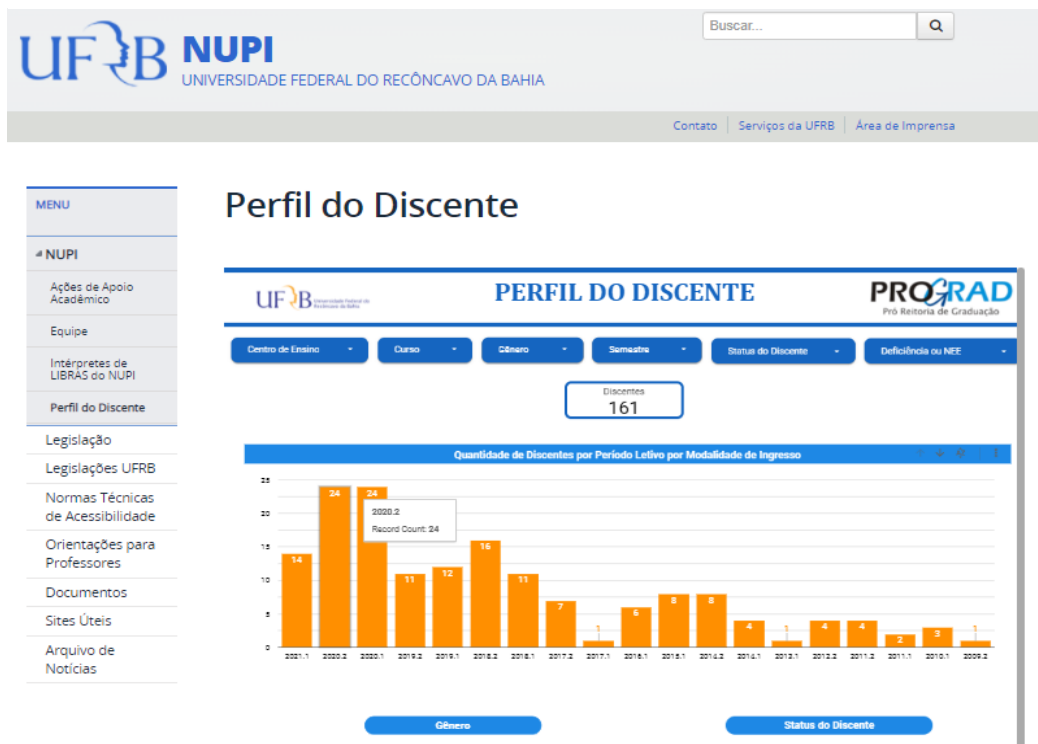 Buscar...
UFRB NUPI
UNIVERSIDADE FEDERAL DO RECÔNCAVO DA BAHIA
Contato Serviços da UFRB Área de Imprensa
MENU
NUPI
Ações de Apoio
Acadêmico
Equipe
Intérpretes de
LIBRAS do NUPI
Perfil do Discente
Legislação
Legislações UFRB
Normas Técnicas
de Acessibilidade
Orientações para
Professores
Documentos
Sites Úteis
Arquivo de
Notícias
Perfil do Discente
UFRB Universidade Federal do
Recôncavo da Bahia
PERFIL DO DISCENTE
PROGRAD
Pró Reitoria de Graduação
Centro de Ensino Curso Gênero Semestre Status do Discente Deficiência ou NEE
Discentes
161
Quantidade de Discentes por Período Letivo por Modalidade de Ingresso
25
20
15
10
5
0
14 24 24 11 12 16 11 7 1 6 8 8 4 1 4 4 2 3 1
2020.2
Record Count: 24
2021.1 2020.2 2020.1 2019.2 2019.1 2018.2 2018.1 2017.2 2017.1 2016.1 2015.1 2014.2 2014.1 2013.1 2012.2 2011.2 2011.1 2010.1 2009.2
Gênero
Status do Discente